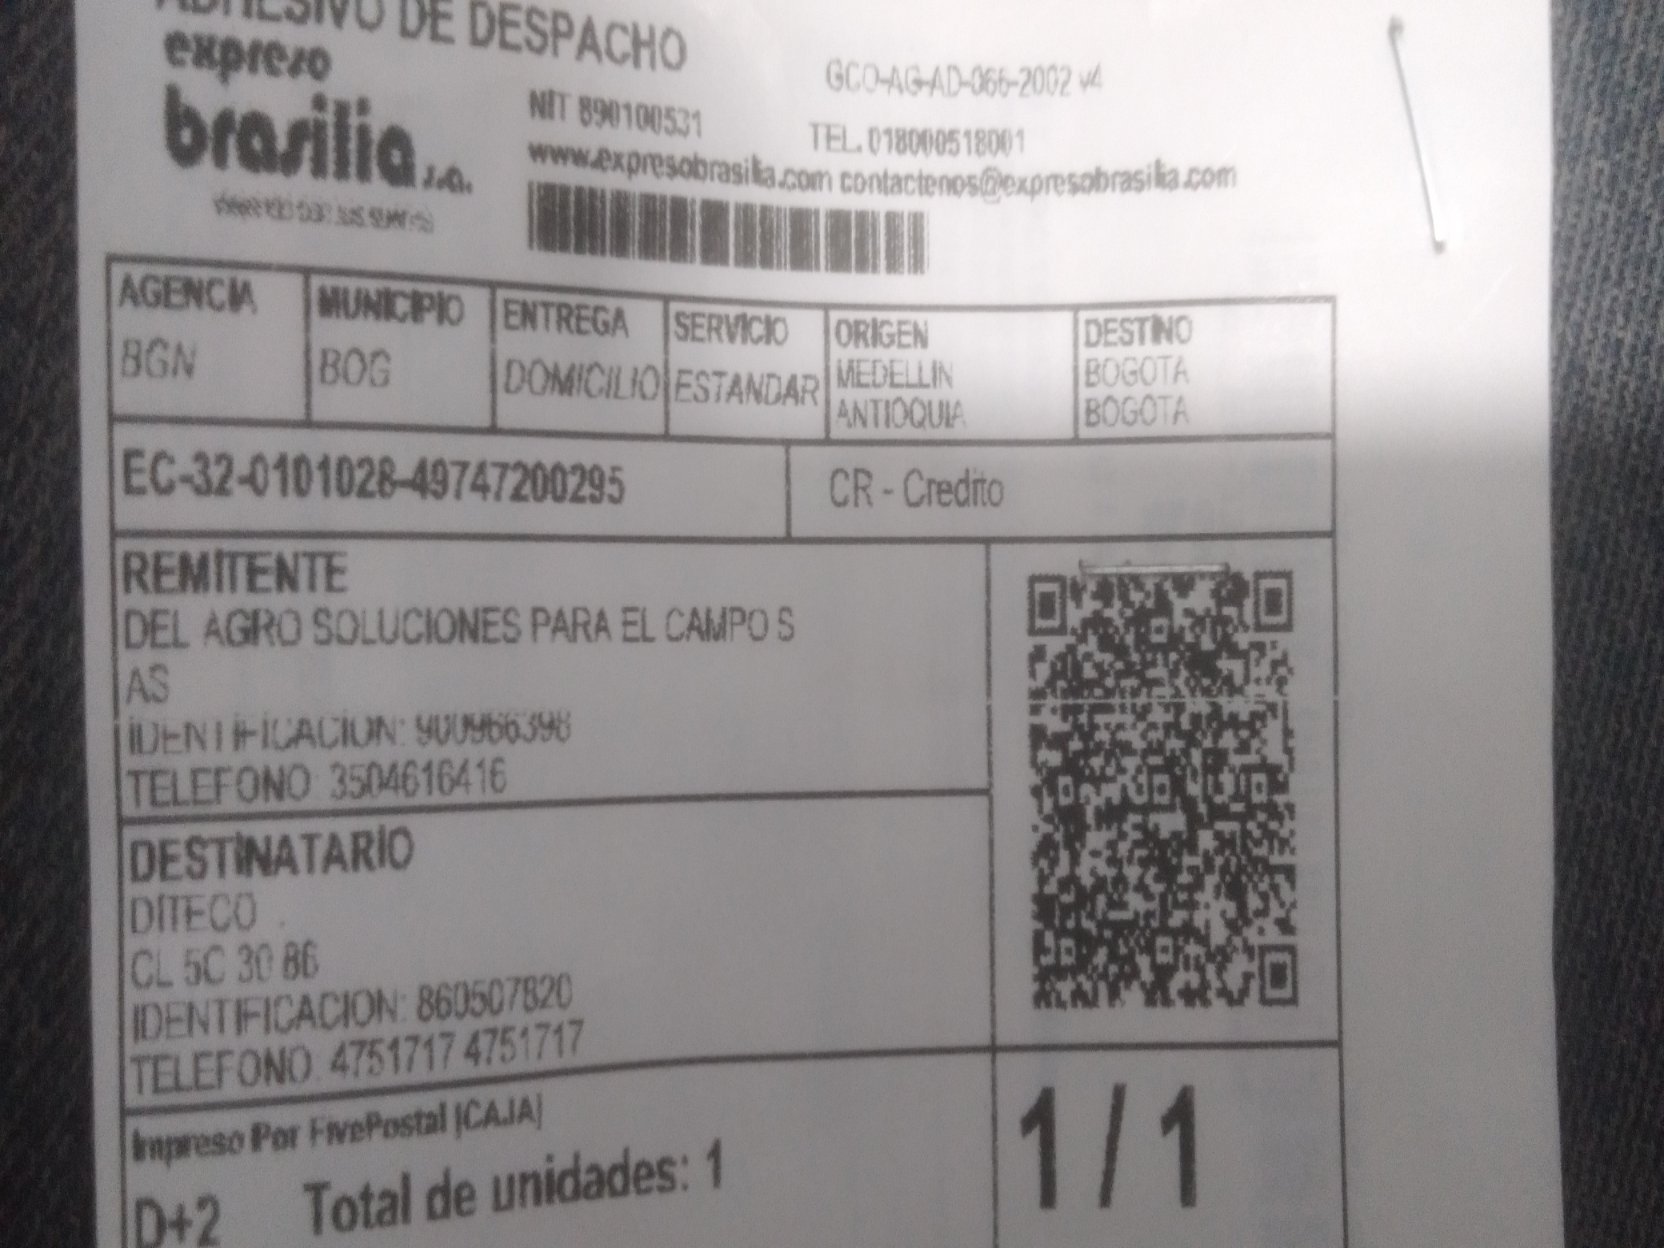 ADHESIVO DE DESPACHO
expreso
brasilia s.a.
GCO-AG-AD-066-2002 v4
NIT 890100531
TEL. 018000518001
www.expresobrasilia.com contactenos@expresobrasilia.com
AGENCIA
BGN
MUNICIPIO
BOG
ENTREGA
DOMICILIO
SERVICIO
ESTANDAR
ORIGEN
MEDELLIN
ANTIOQUIA
DESTINO
BOGOTA
BOGOTA
EC-32-0101028-49747200295
CR - Credito
REMITENTE
DEL AGRO SOLUCIONES PARA EL CAMPO S
AS
IDENTIFICACION: 900966398
TELEFONO: 3504616416
DESTINATARIO
DITECO .
CL 5C 30 86
IDENTIFICACION: 860507820
TELEFONO: 4751717 4751717
Impreso Por FivePostal |CAJA|
D+2 Total de unidades: 1
1 / 1